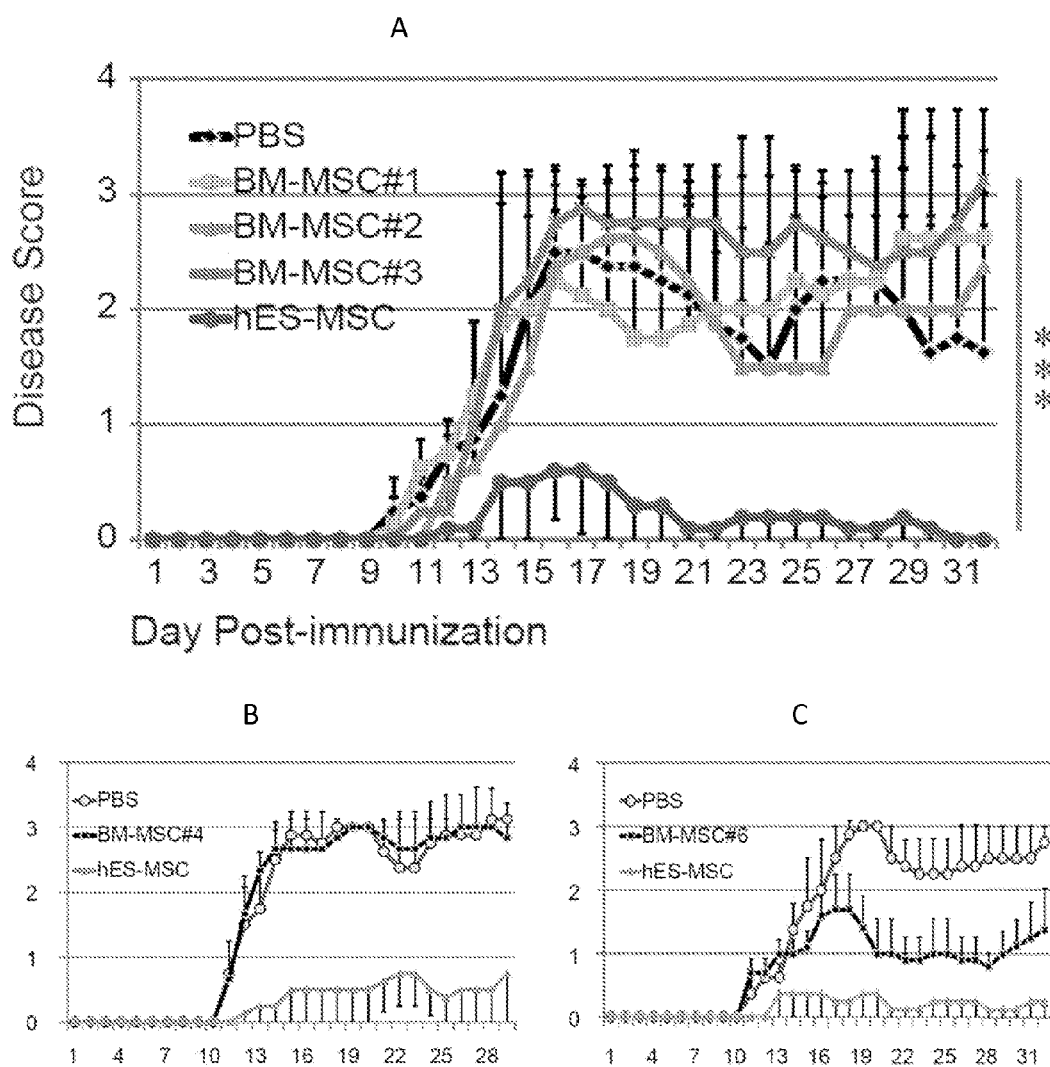 A
4
3
2
1
0
Disease Score
PBS
BM-MSC#1
BM-MSC#2
BM-MSC#3
hES-MSC
***
1 3 5 7 9 11 13 15 17 19 21 23 25 27 29 31
Day Post-immunization
B
4
3
2
1
0
PBS
BM-MSC#4
hES-MSC
1 4 7 10 13 16 19 22 25 28
C
4
3
2
1
0
PBS
BM-MSC#6
hES-MSC
1 4 7 10 13 16 19 22 25 28 31